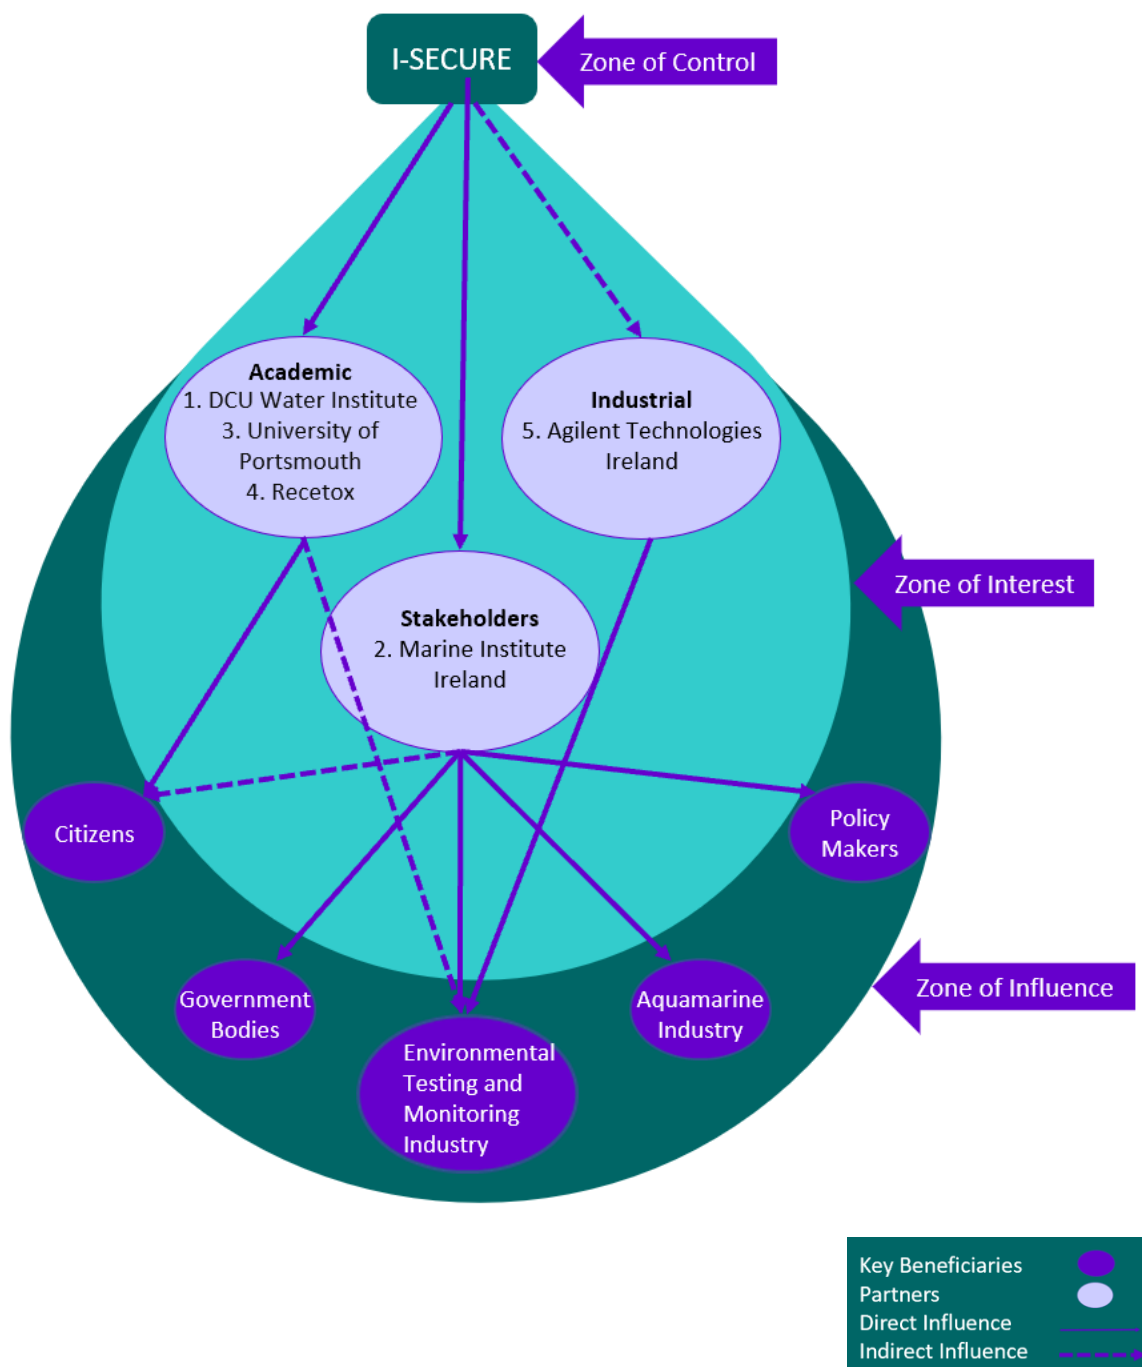 I-SECURE
Zone of Control
Academic
1. DCU Water Institute
3. University of
Portsmouth
4. Recetox
Industrial
5. Agilent Technologies
Ireland
Zone of Interest
Stakeholders
2. Marine Institute
Ireland
Citizens
Policy
Makers
Government
Bodies
Aquamarine
Industry
Zone of Influence
Environmental
Testing and
Monitoring
Industry
Key Beneficiaries
Partners
Direct Influence
Indirect Influence